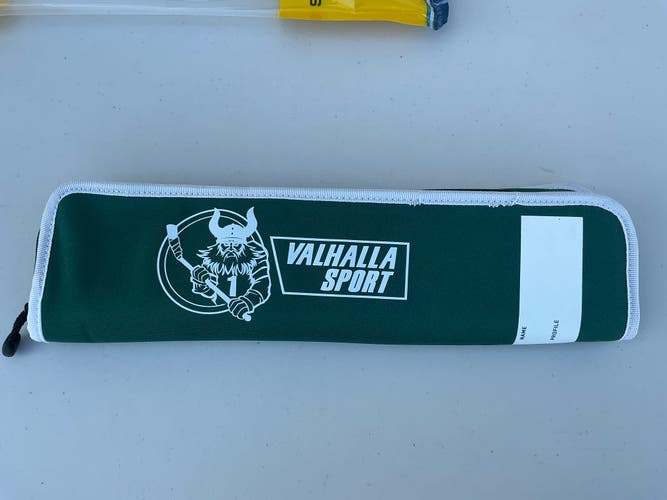 S
VALHALLA
SPORT
1
NAME
PROFILE